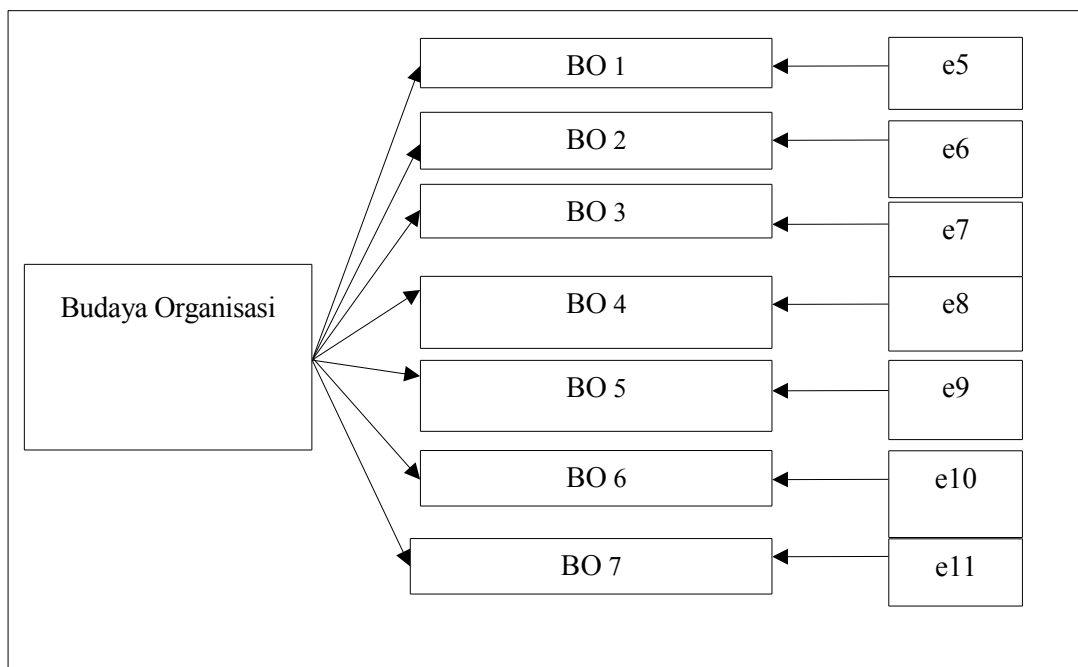 BO 1
e5
BO 2
e6
BO 3
e7
Budaya Organisasi
BO 4
e8
BO 5
e9
BO 6
e10
BO 7
e11